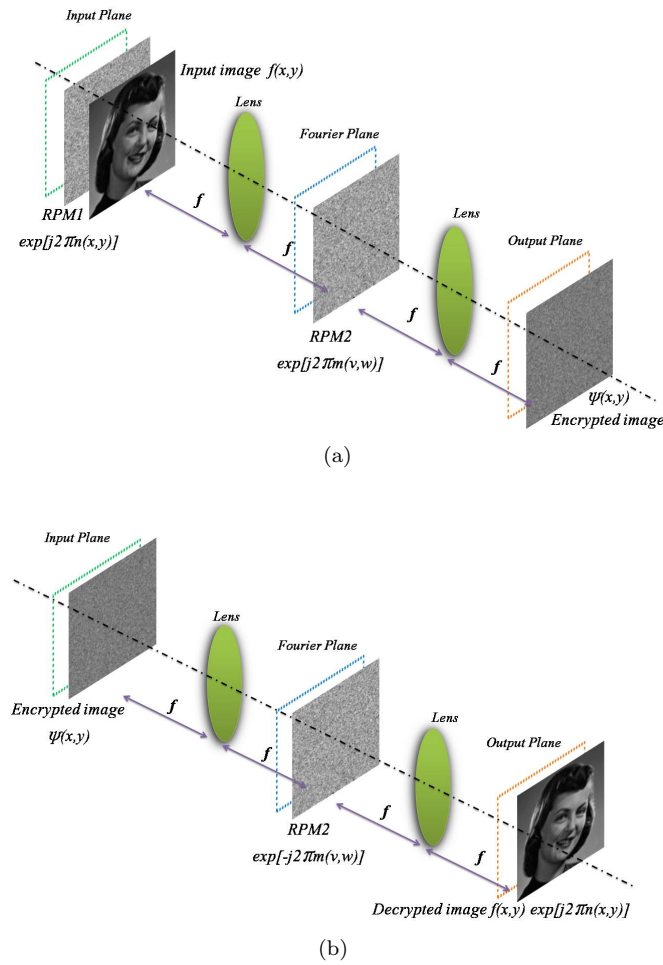 Input Plane
Input image f(x,y)
Lens
Fourier Plane
f
RPM1
exp[j2πn(x,y)]
f
Lens
Output Plane
RPM2
exp[j2πm(v,w)]
f
f
Ψ(x,y)
Encrypted image
(a)
Input Plane
Lens
Fourier Plane
Encrypted image
Ψ(x,y)
f
f
Lens
Output Plane
RPM2
exp[-j2πm(v,w)]
f
f
Decrypted image f(x,y) exp[j2πn(x,y)]
(b)